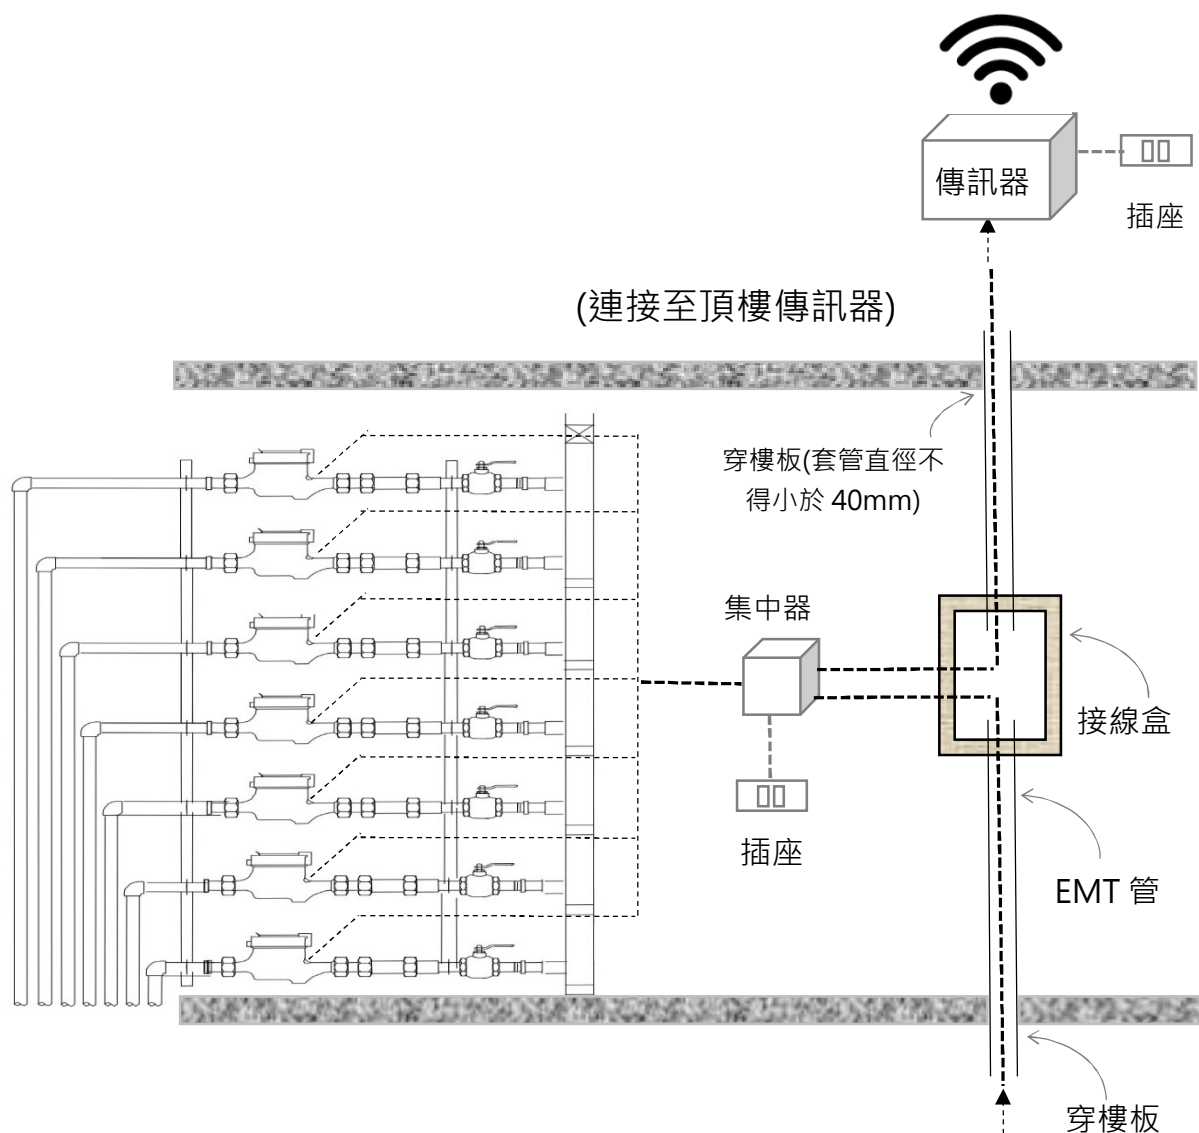 傳訊器
插座
(連接至頂樓傳訊器)
穿樓板(套管直徑不
得小於 40mm)
集中器
接線盒
插座
EMT 管
穿樓板